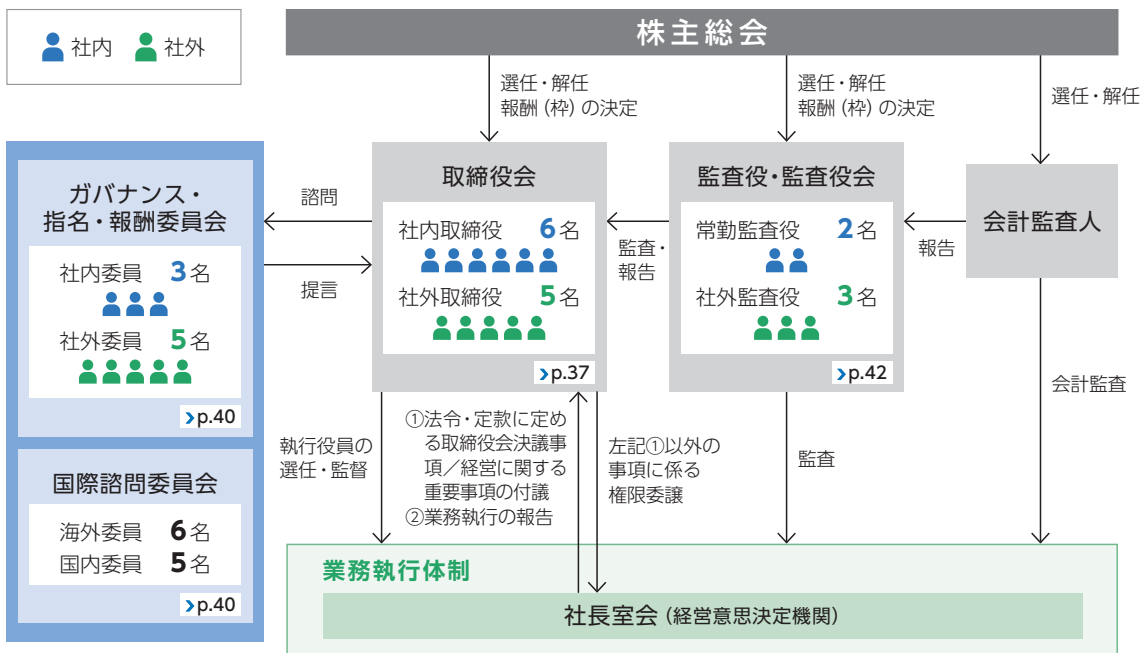 社内 社外
株主総会
選任・解任
報酬（枠）の決定
選任・解任
報酬（枠）の決定
選任・解任
ガバナンス・
指名・報酬委員会
社内委員 3名
社外委員 5名
›p.40
諮問
提言
取締役会
社内取締役 6名
社外取締役 5名
›p.37
監査・
報告
監査役・監査役会
常勤監査役 2名
社外監査役 3名
›p.42
報告
会計監査人
国際諮問委員会
海外委員 6名
国内委員 5名
›p.40
執行役員の
選任・監督
①法令・定款に定め
る取締役会決議事
項／経営に関する
重要事項の付議
②業務執行の報告
左記①以外の
事項に係る
権限委譲
監査
会計監査
業務執行体制
社長室会（経営意思決定機関）